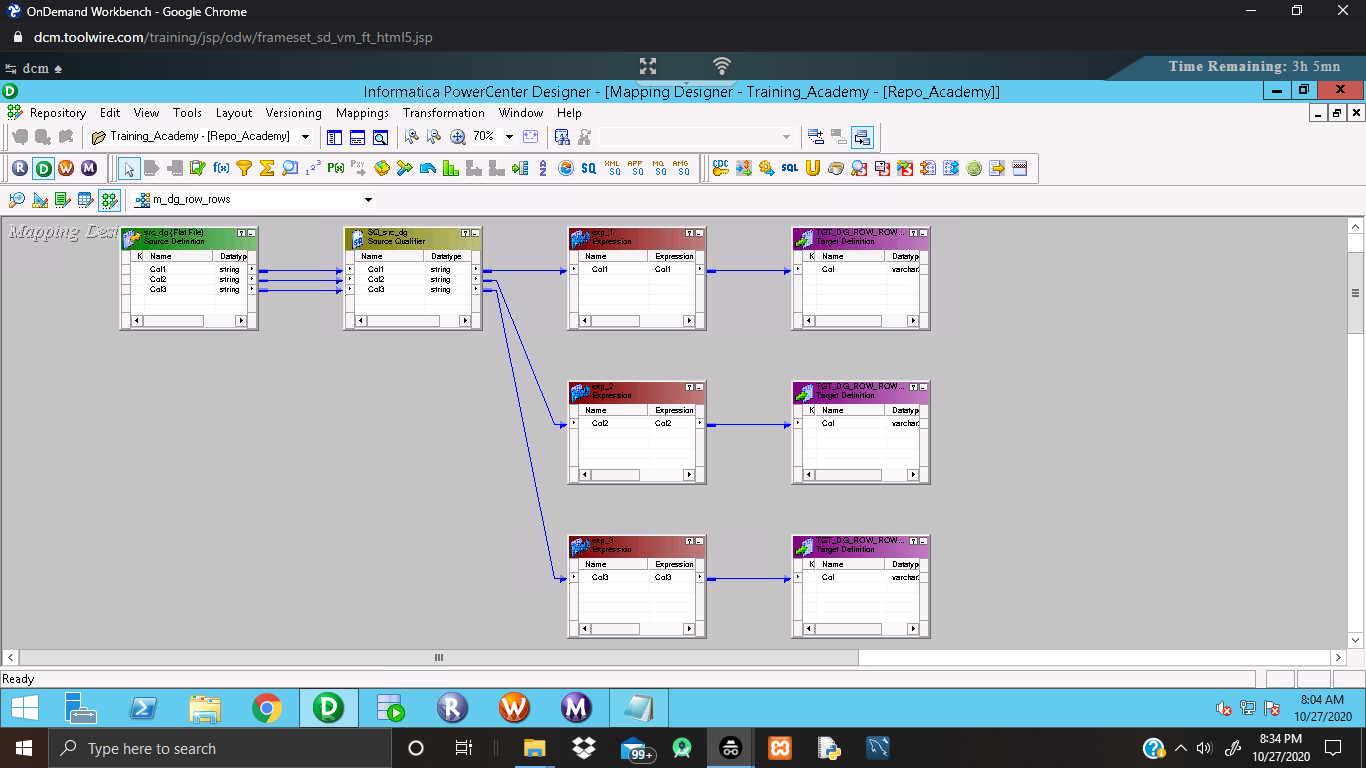 OnDemand Workbench - Google Chrome
dcm.toolwire.com/training/jsp/odw/frameset_sd_vm_ft_html5.jsp
dcm ♠
Time Remaining: 3h 5mn
Informatica PowerCenter Designer - [Mapping Designer - Training_Academy - [Repo_Academy]]
Repository Edit View Tools Layout Versioning Mappings Transformation Window Help
Training_Academy - [Repo_Academy] 70%
m_dg_row_rows
Mapping Des
src_dg (Flat File)
Source Definition
K Name Datatyp
Col1 string
Col2 string
Col3 string
SQ_src_dg
Source Qualifier
Name Datatype
Col1 string
Col2 string
Col3 string
exp_1
Expression
Name Expression
Col1 Col1
TGT_DG_ROW_ROW...
Target Definition
K Name Datatyp
Col varchar
exp_2
Expression
Name Expression
Col2 Col2
TGT_DG_ROW_ROW...
Target Definition
K Name Datatyp
Col varchar
exp_3
Expression
Name Expression
Col3 Col3
TGT_DG_ROW_ROW...
Target Definition
K Name Datatyp
Col varchar
Ready
8:04 AM
10/27/2020
Type here to search
99+
8:34 PM
10/27/2020